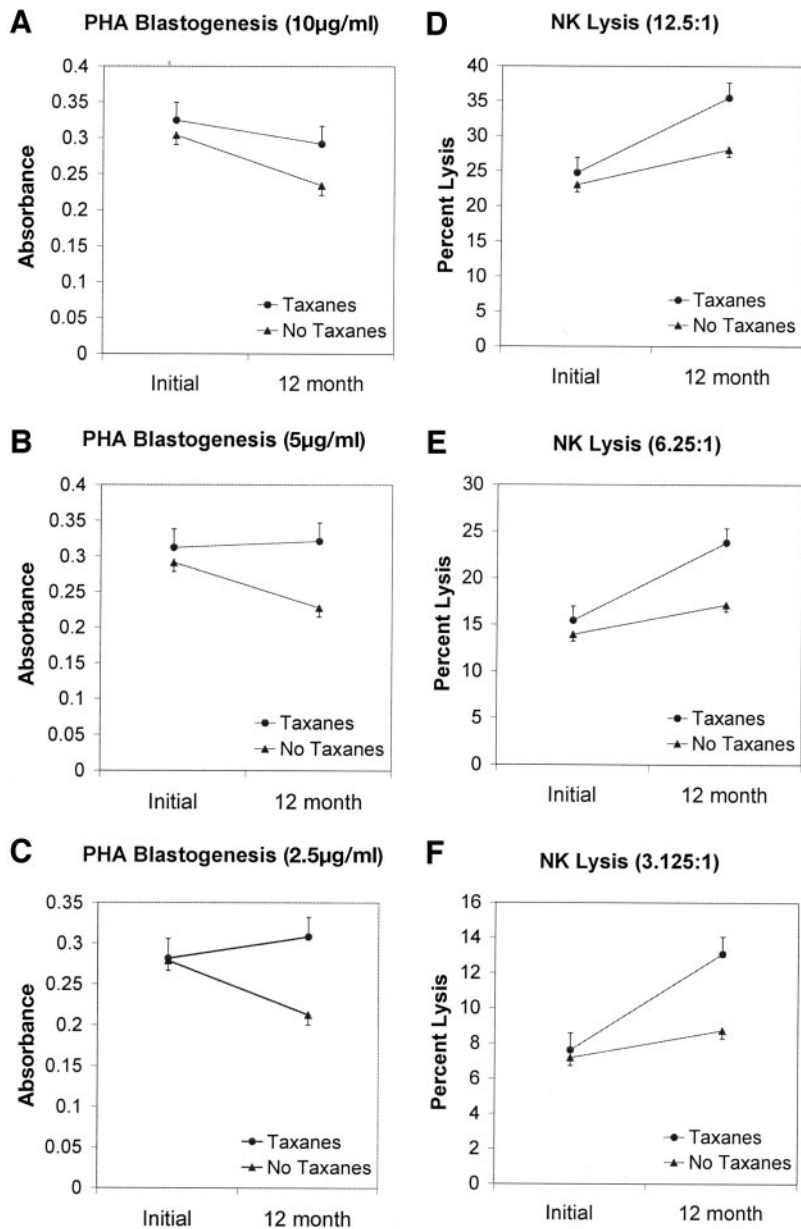 A
PHA Blastogenesis (10µg/ml)
0.4
0.35
0.3
0.25
0.2
0.15
0.1
0.05
0
Absorbance
Taxanes
No Taxanes
Initial
12 month
D
NK Lysis (12.5:1)
40
35
30
25
20
15
10
5
0
Percent Lysis
Taxanes
No Taxanes
Initial
12 month
B
PHA Blastogenesis (5µg/ml)
0.4
0.35
0.3
0.25
0.2
0.15
0.1
0.05
0
Absorbance
Taxanes
No Taxanes
Initial
12 month
E
NK Lysis (6.25:1)
30
25
20
15
10
5
0
Percent Lysis
Taxanes
No Taxanes
Initial
12 month
C
PHA Blastogenesis (2.5µg/ml)
0.35
0.3
0.25
0.2
0.15
0.1
0.05
0
Absorbance
Taxanes
No Taxanes
Initial
12 month
F
NK Lysis (3.125:1)
16
14
12
10
8
6
4
2
0
Percent Lysis
Taxanes
No Taxanes
Initial
12 month